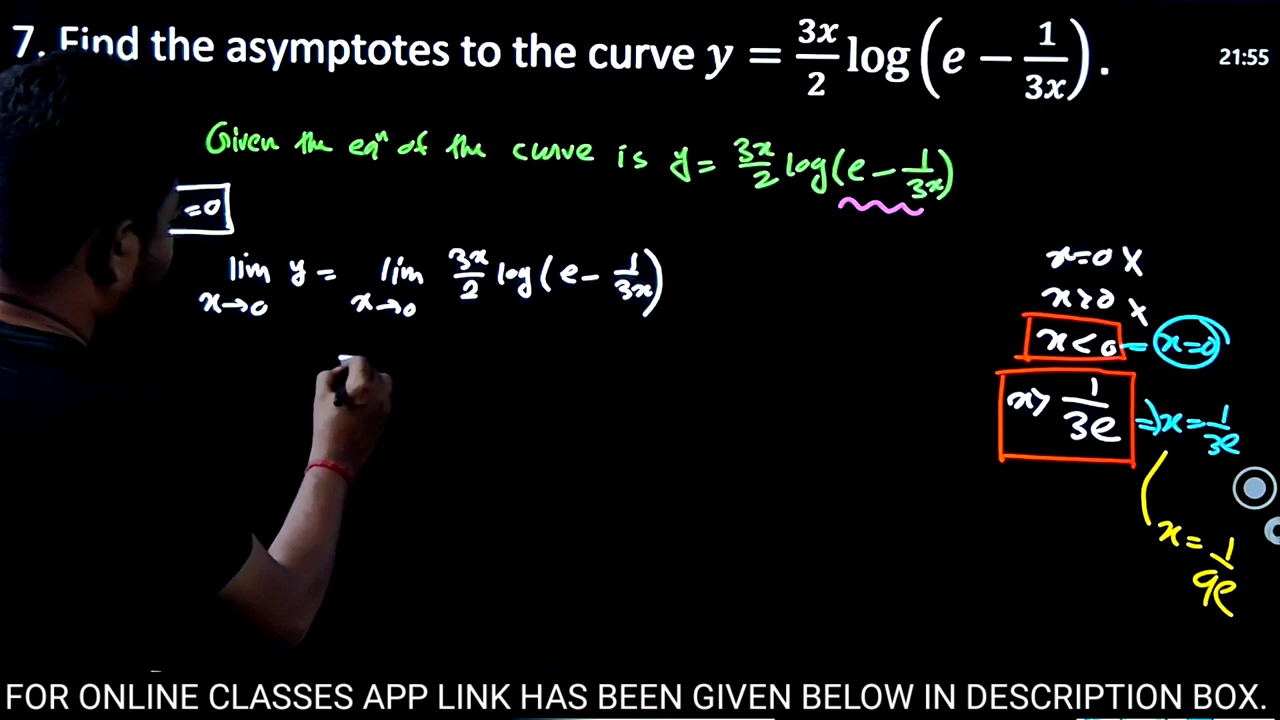 7. Find the asymptotes to the curve y = 3x/2 log(e − 1/3x).
21:55
Given the eqⁿ of the curve is y = 3x/2 log(e − 1/3x)
=0
lim x→0 y = lim x→0 3x/2 log(e − 1/3x)
x=0 X
x>0 X
x<0 – x=0
x> 1/3e ⇒ x = 1/3e
x = 1/9e
FOR ONLINE CLASSES APP LINK HAS BEEN GIVEN BELOW IN DESCRIPTION BOX.